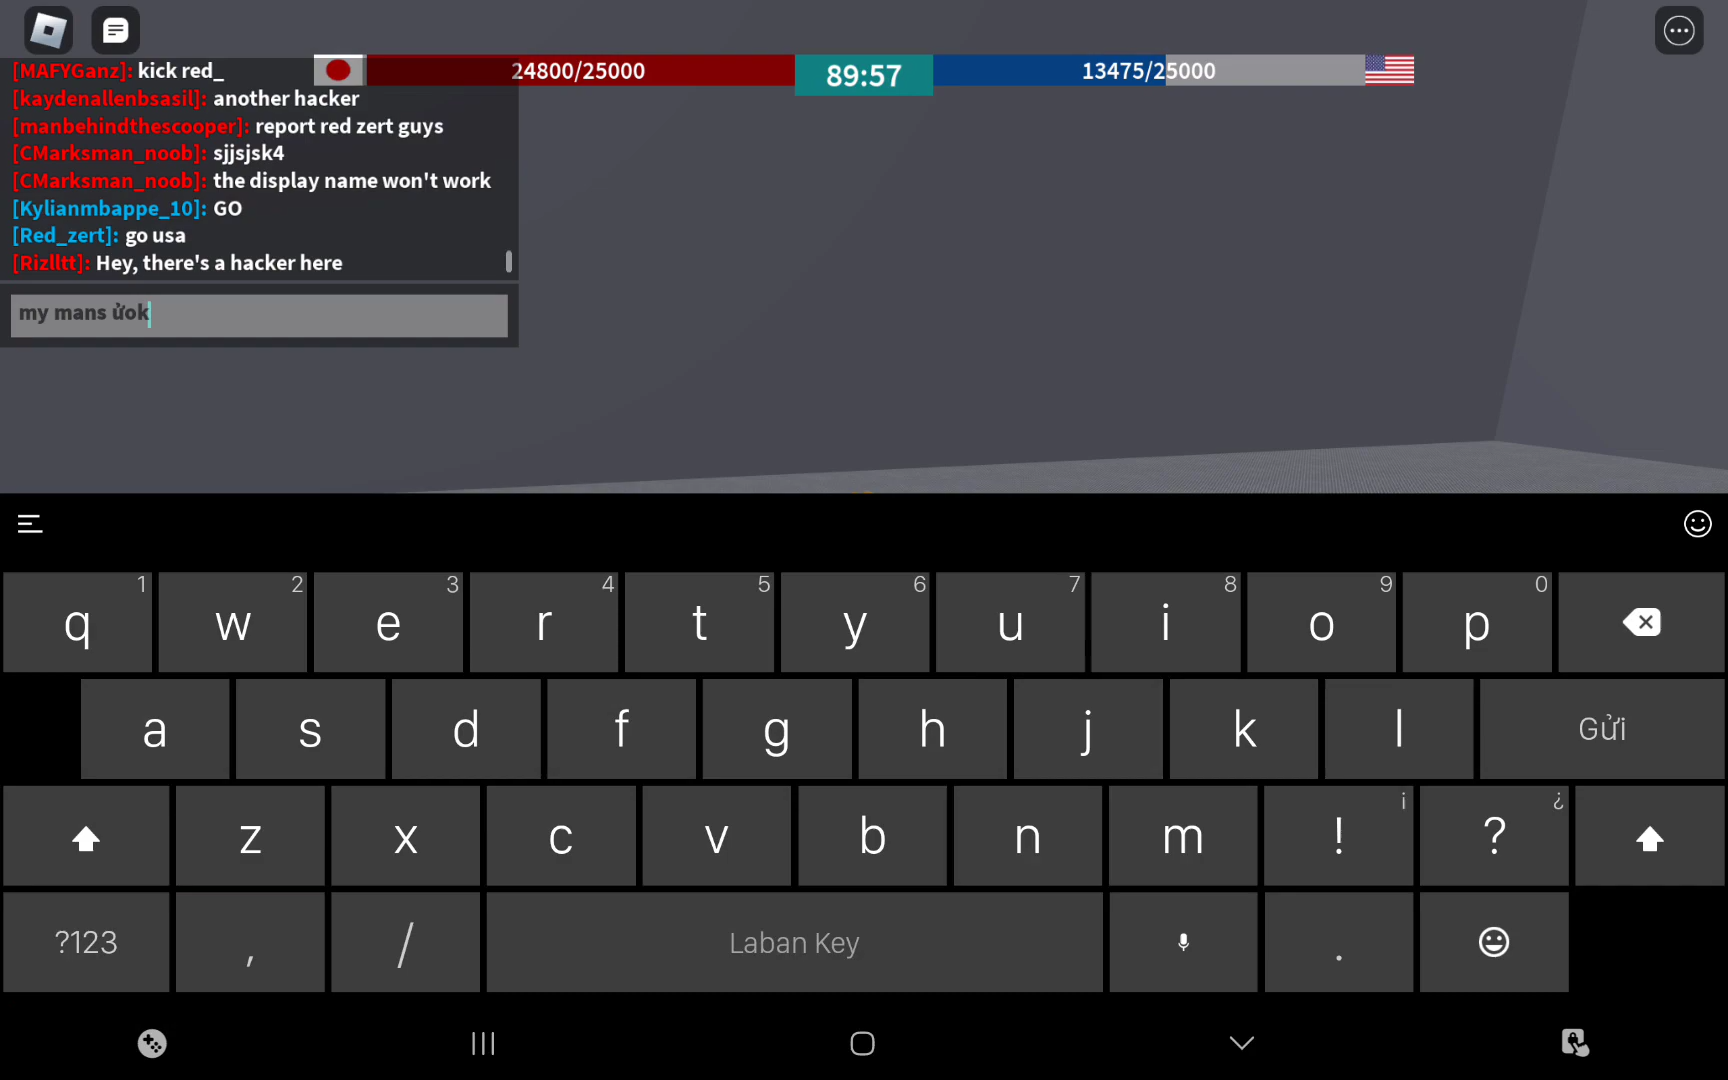 [MAFYGanz]: kick red_
24800/25000
89:57
13475/25000
[kaydenallenbsasil]: another hacker
[manbehindthescooper]: report red zert guys
[CMarksman_noob]: sjjsjsk4
[CMarksman_noob]: the display name won't work
[Kylianmbappe_10]: GO
[Red_zert]: go usa
[Rizlltt]: Hey, there's a hacker here
my mans ửok
1 2 3 4 5 6 7 8 9 0
q w e r t y u i o p
a s d f g h j k l Gửi
¡ ¿
z x c v b n m ! ?
?123 , / Laban Key .